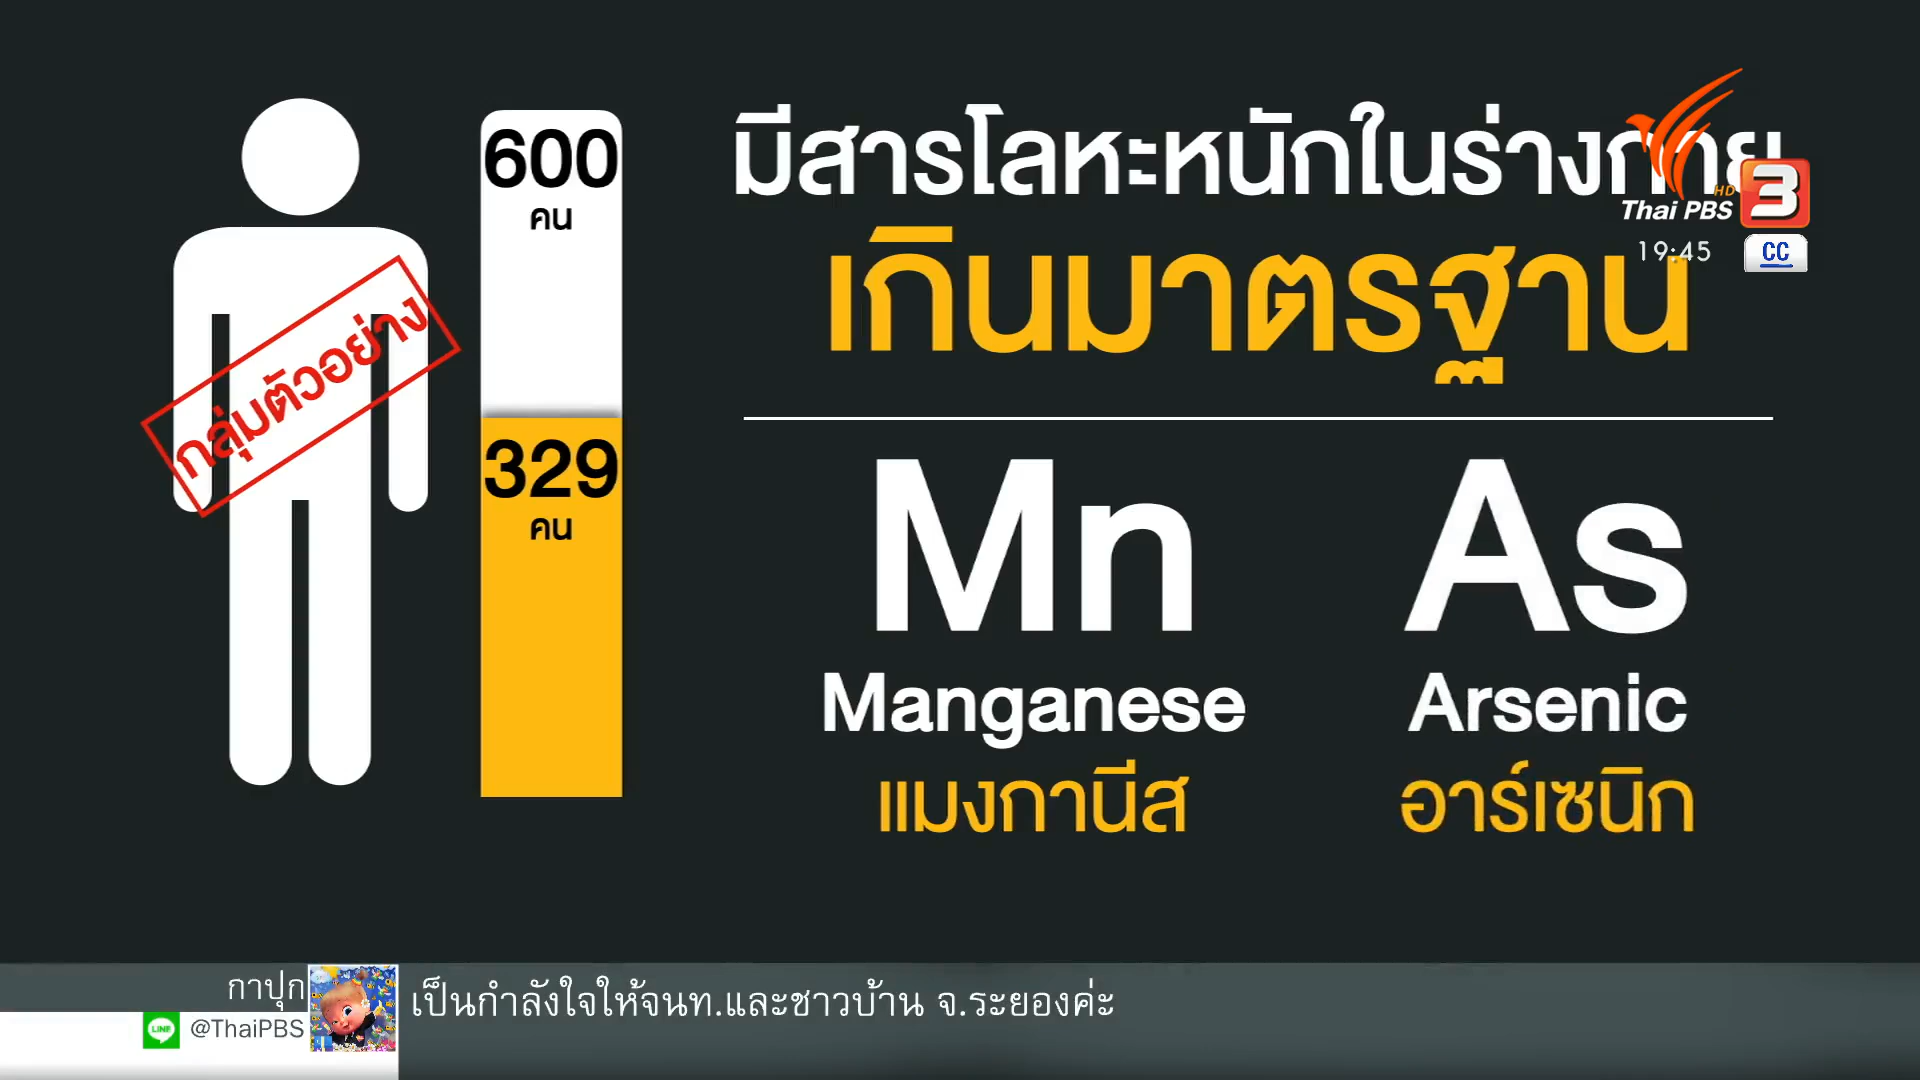 600
คน
329
คน
กลุ่มตัวอย่าง
มีสารโลหะหนักในร่างกาย
เกินมาตรฐาน
HD
Thai PBS 3
19:45
CC
Mn
Manganese
แมงกานีส
As
Arsenic
อาร์เซนิก
กาปุก
LINE
@ThaiPBS
เป็นกำลังใจให้จนท.และชาวบ้าน จ.ระยองค่ะ